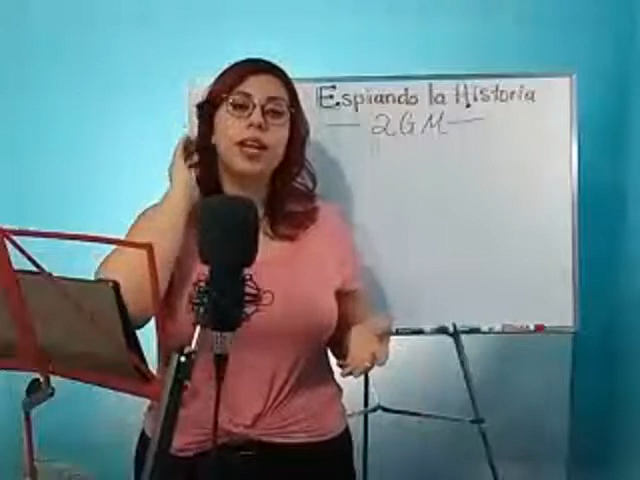 Espiando la Historia
— 2GM —